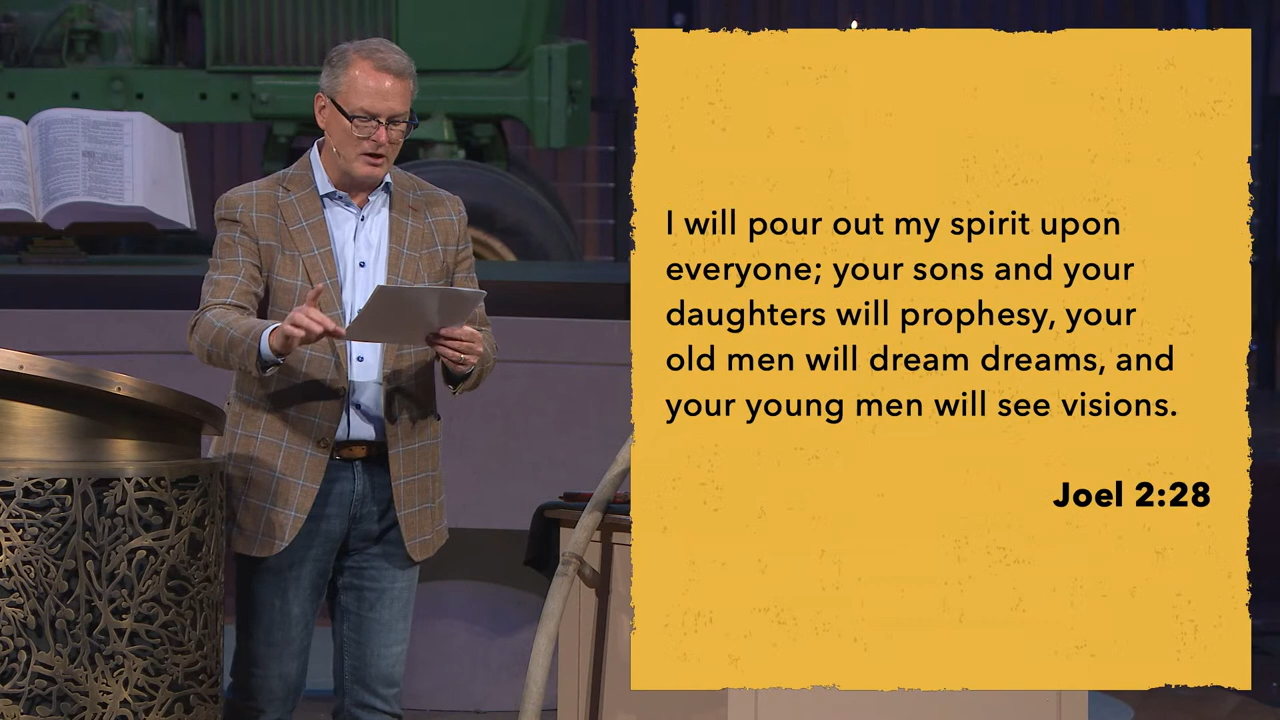 I will pour out my spirit upon
everyone; your sons and your
daughters will prophesy, your
old men will dream dreams, and
your young men will see visions.
Joel 2:28